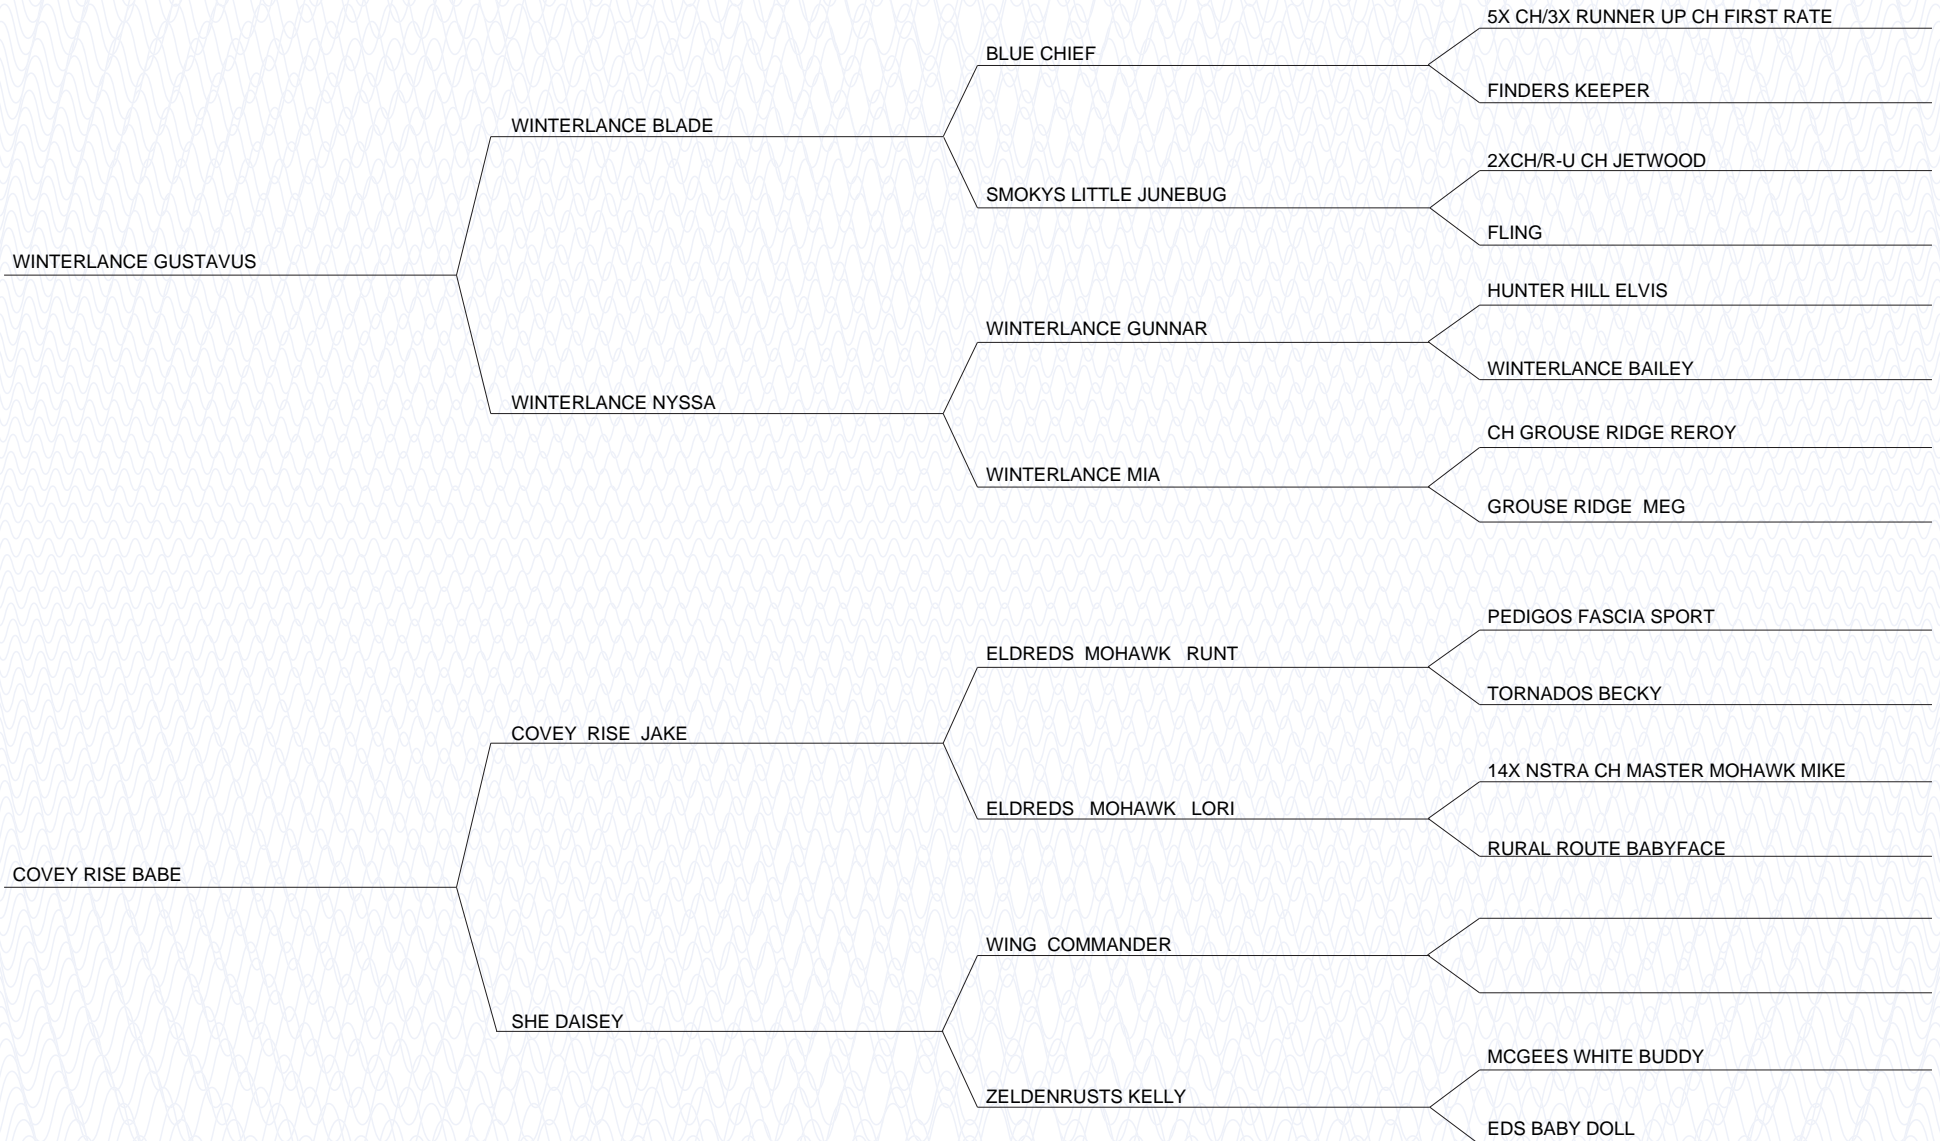 5X CH/3X RUNNER UP CH FIRST RATE
BLUE CHIEF
FINDERS KEEPER
WINTERLANCE BLADE
2XCH/R-U CH JETWOOD
SMOKYS LITTLE JUNEBUG
FLING
WINTERLANCE GUSTAVUS
HUNTER HILL ELVIS
WINTERLANCE GUNNAR
WINTERLANCE BAILEY
WINTERLANCE NYSSA
CH GROUSE RIDGE REROY
WINTERLANCE MIA
GROUSE RIDGE  MEG
PEDIGOS FASCIA SPORT
ELDREDS  MOHAWK   RUNT
TORNADOS BECKY
COVEY  RISE  JAKE
14X NSTRA CH MASTER MOHAWK MIKE
ELDREDS   MOHAWK   LORI
RURAL ROUTE BABYFACE
COVEY RISE BABE
WING  COMMANDER
SHE DAISEY
MCGEES WHITE BUDDY
ZELDENRUSTS KELLY
EDS BABY DOLL